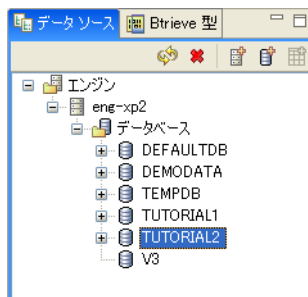 データ ソース Btrieve 型
エンジン
eng-xp2
データベース
DEFAULTDB
DEMODATA
TEMPDB
TUTORIAL1
TUTORIAL2
V3